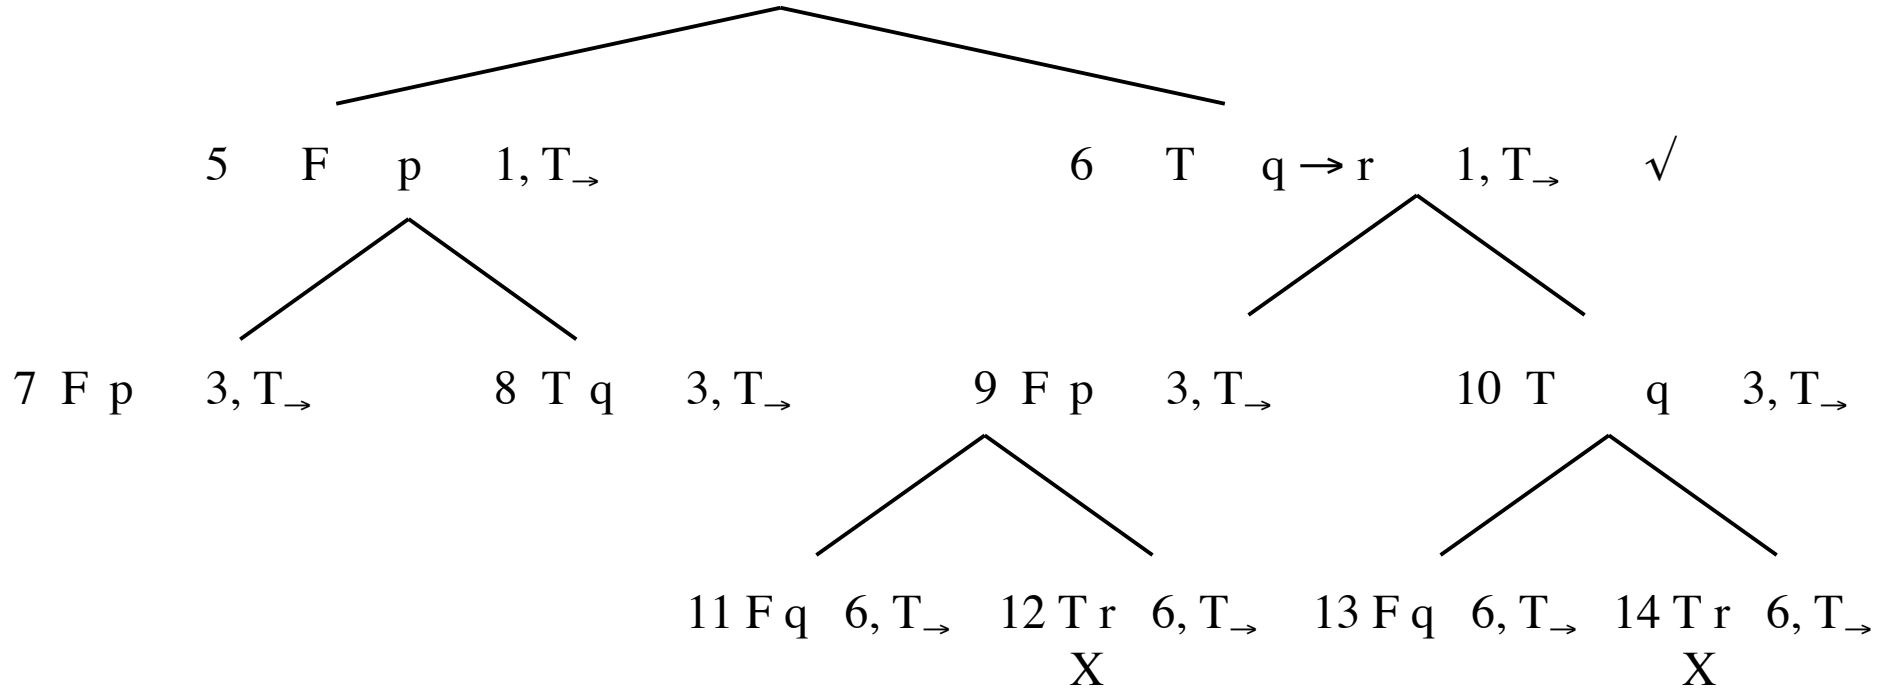 5 F p 1, T→ 6 T q → r 1, T→ √
7 F p 3, T→ 8 T q 3, T→ 9 F p 3, T→ 10 T q 3, T→
11 F q 6, T→ 12 T r 6, T→ 13 F q 6, T→ 14 T r 6, T→
X X